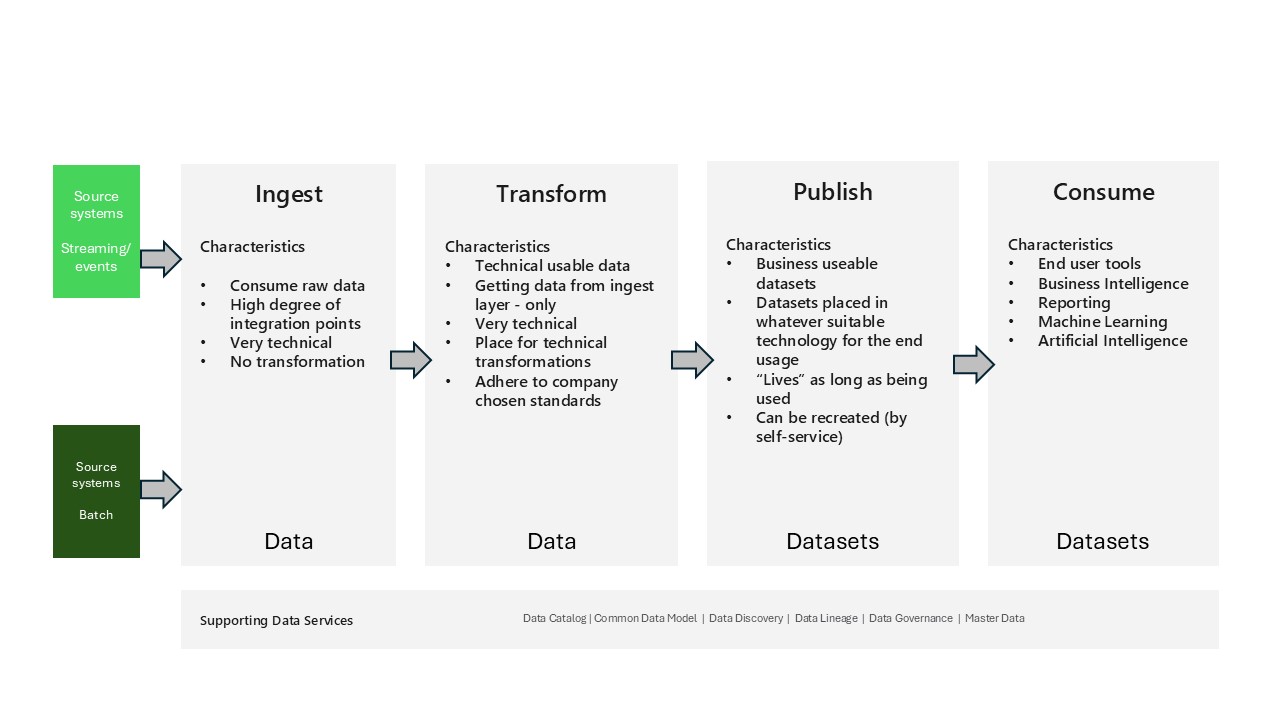 Source
systems
Streaming/
events
Source
systems
Batch
Ingest
Characteristics
• Consume raw data
• High degree of
integration points
• Very technical
• No transformation
Data
Transform
Characteristics
• Technical usable data
• Getting data from ingest
layer - only
• Very technical
• Place for technical
transformations
• Adhere to company
chosen standards
Data
Publish
Characteristics
• Business useable
datasets
• Datasets placed in
whatever suitable
technology for the end
usage
• “Lives” as long as being
used
• Can be recreated (by
self-service)
Datasets
Consume
Characteristics
• End user tools
• Business Intelligence
• Reporting
• Machine Learning
• Artificial Intelligence
Datasets
Supporting Data Services
Data Catalog | Common Data Model | Data Discovery | Data Lineage | Data Governance | Master Data